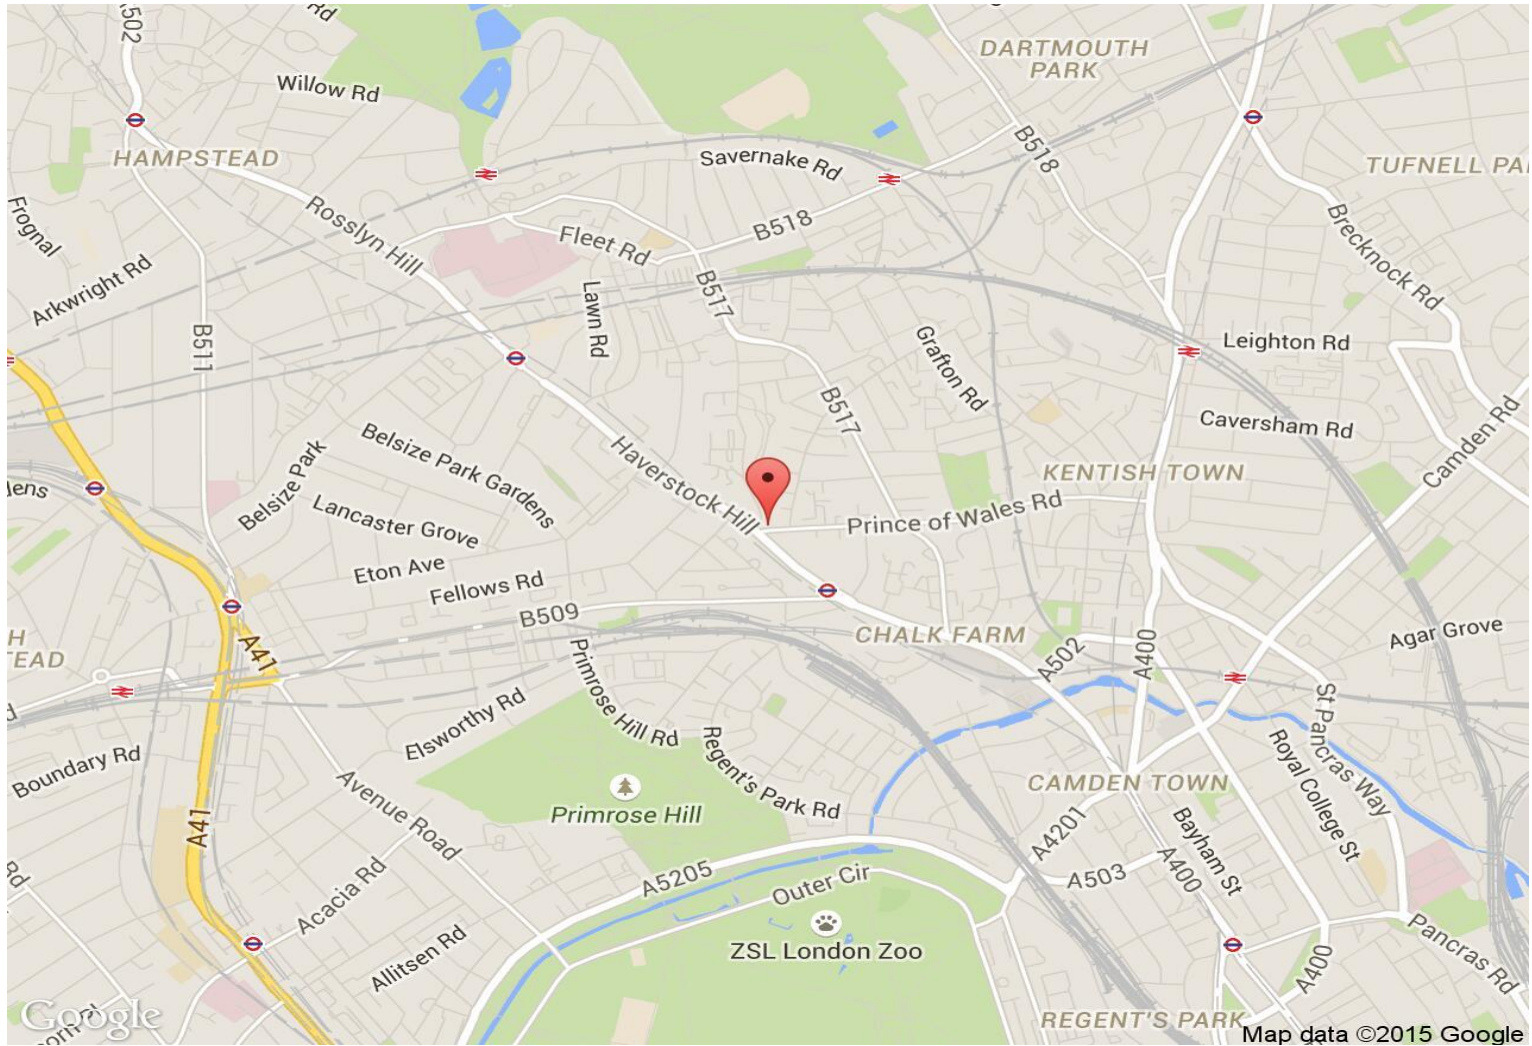 A502
Rd
Willow Rd
DARTMOUTH
PARK
HAMPSTEAD
Savernake Rd
B518
TUFNELL PA
Frognal
Rosslyn Hill
Fleet Rd
B518
Brecknock Rd
Arkwright Rd
B511
Lawn Rd
B517
Grafton Rd
Leighton Rd
B517
Caversham Rd
Camden Rd
Belsize Park Gardens
Haverstock Hill
KENTISH TOWN
Belsize Park
lens
Lancaster Grove
Prince of Wales Rd
Eton Ave
Fellows Rd
B509
CHALK FARM
Agar Grove
H
TEAD
A41
A502
A400
Primrose Hill Rd
Elsworthy Rd
Regent's Park Rd
St Pancras Way
Royal College St
Boundary Rd
Avenue Road
Primrose Hill
CAMDEN TOWN
A41
A4201
Bayham St
Rd
Acacia Rd
A5205
Outer Cir
A503
A400
Allitsen Rd
ZSL London Zoo
Pancras Rd
A400
Google
REGENT'S PARK
Map data ©2015 Google